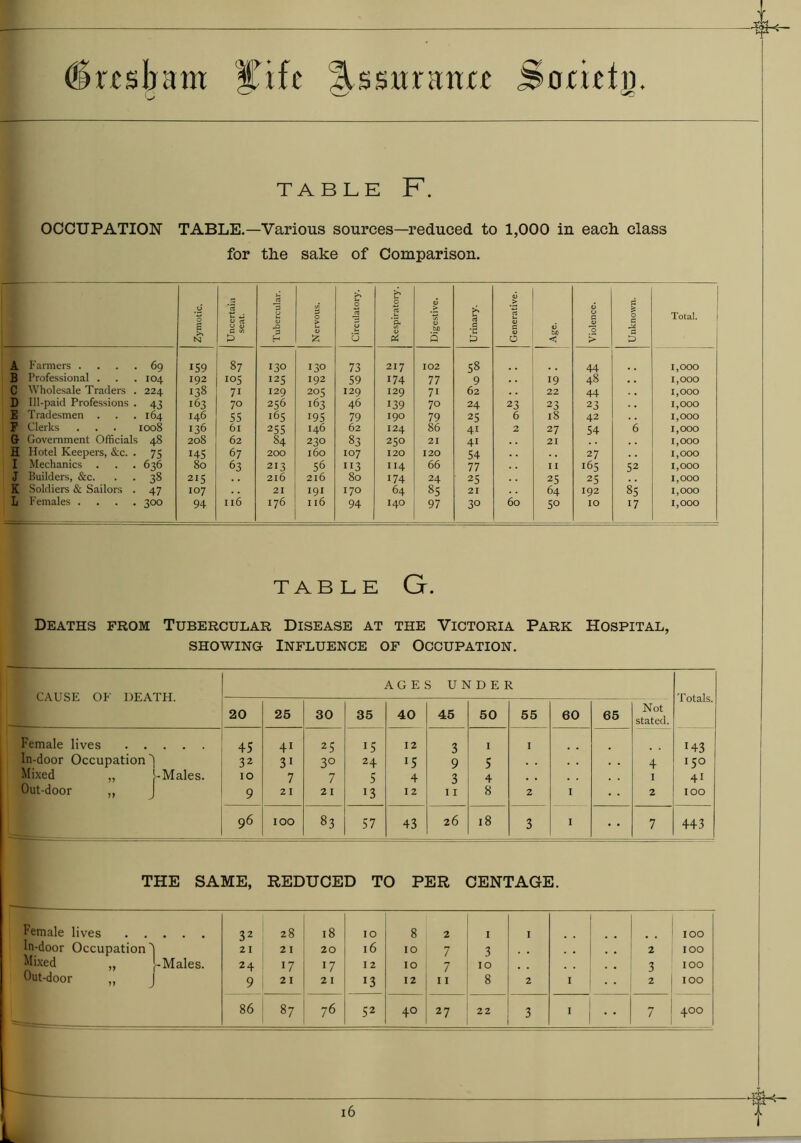 Gresham Life Assurance Society.
TABLE F.
OCCUPATION TABLE.—Various sources—reduced to 1,000 in each class
for the sake of Comparison.
Zymotic. Uncertain seat. Tubercular. Nervous. Circulatory. Respiratory. Digestive. Urinary. Generative. Age. Violence. Unknown. Total.
A Farmers . . . . 69 159 87 130 130 73 217 102 58 . . . . 44 . . 1,000
B Professional . . . 104 192 105 125 192 59 174 77 9 . . 19 48 . . 1,000
C Wholesale Traders . 224 138 71 129 205 129 129 71 62 . . 22 44 . . 1,000
D Ill-paid Professions . 43 163 70 256 163 46 139 70 24 23 23 23 . . 1,000
E Tradesmen . . . 164 146 55 165 195 79 190 79 25 6 18 42 . . 1,000
F Clerks . . . 1008 136 61 255 146 62 124 86 41 2 27 54 6 1,000
G Government Officials 48 208 62 84 230 83 250 21 41 . . 21 . . . . 1,000
H Hotel Keepers, &c. . 75 145 67 200 160 107 120 120 54 . . . . 27 . . 1,000
I Mechanics . . . 636 80 63 213 56 113 114 66 77 . . 11 165 52 1,000
J Builders, &c. . . 38 215 . . 216 216 80 174 24 25 . . 25 25 . . 1,000
K Soldiers & Sailors . 47 107 . . 21 191 170 64 85 21 . . 64 192 85 1,000
L Females . . . . 300 94 116 176 116 94 140 97 30 60 50 10 17 1,000
TABLE G.
DEATHS FROM TUBERCULAR DISEASE AT THE VICTORIA PARK HOSPITAL,
SHOWING INFLUENCE OF OCCUPATION.
CAUSE OF DEATH. AGES UNDER Totals.
20 25 30 35 40 45 50 55 60 65 Not stated.
Female lives . . . . . 45 41 25 15 12 3 1 1 . . . . . 143
In-door Occupation } 32 31 30 24 15 9 5 . . . . . . 4 150
Mixed „ }-Males. 10 7 7 5 4 3 4 . . . . . . 1 41
Out-door „ } 9 21 21 13 12 11 8 2 1 . . 2 100
96 100 83 57 43 26 18 3 1 . . 7 443
THE SAME, REDUCED TO PER CENTAGE.
Female lives . . . . . 32 28 18 10 8 2 1 1 . . . . . . 100
In-door Occupation } 21 21 20 16 10 7 3 . . . . . . 2 100
Mixed „ }-Males. 24 17 17 12 10 7 10 . . . . . . 3 100
Out-door „ } 9 21 21 13 12 11 8 2 1 . . 2 100
86 87 76 52 40 27 22 3 1 . . 7 400
16